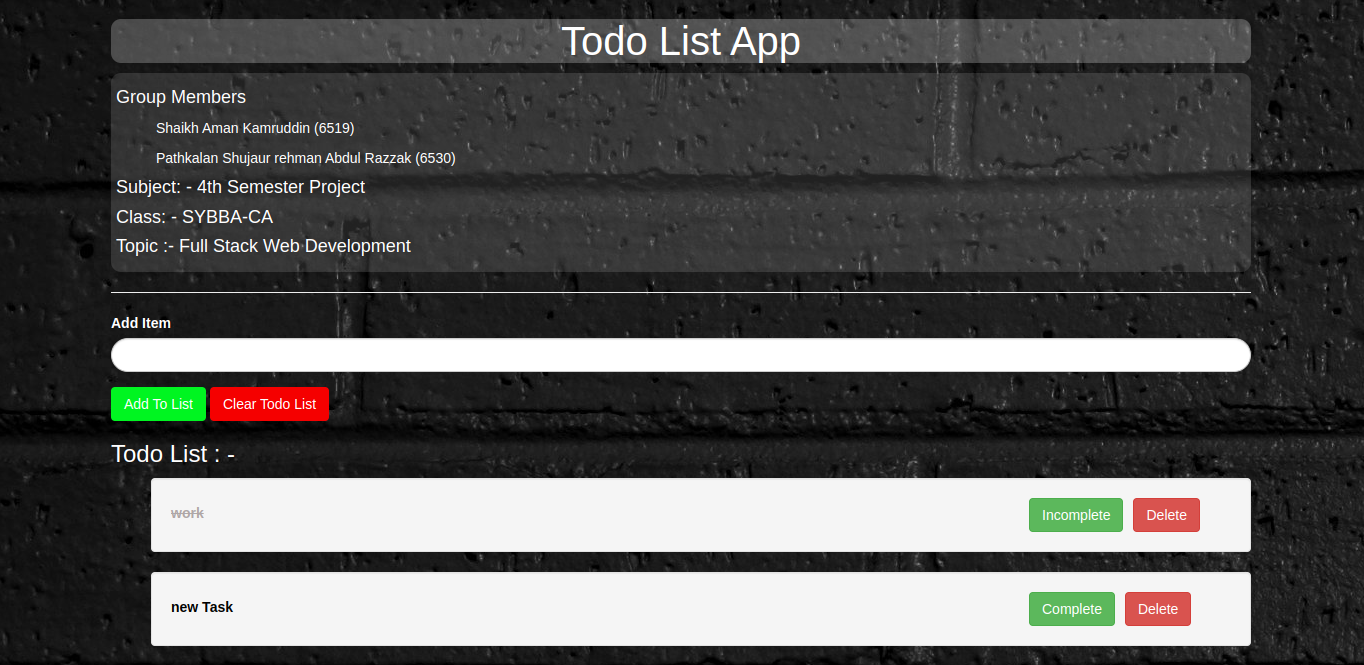 Todo List App
Group Members
Shaikh Aman Kamruddin (6519)
Pathkalan Shujaur rehman Abdul Razzak (6530)
Subject: - 4th Semester Project
Class: - SYBBA-CA
Topic :- Full Stack Web Development
Add Item
Add To List Clear Todo List
Todo List : -
work Incomplete Delete
new Task Complete Delete